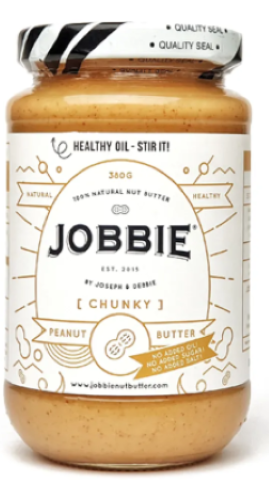 • QUALITY SEAL •
• QUALITY SEAL •
HEALTHY OIL - STIR IT!
380G
NATURAL
100% NATURAL NUT BUTTER
HEALTHY
JOBBIE®
EST. 2015
BY JOSEPH & DEBBIE
[ CHUNKY ]
PEANUT
BUTTER
NO ADDED OIL!
NO ADDED SUGAR!
NO ADDED SALT!
www.jobbienutbutter.com